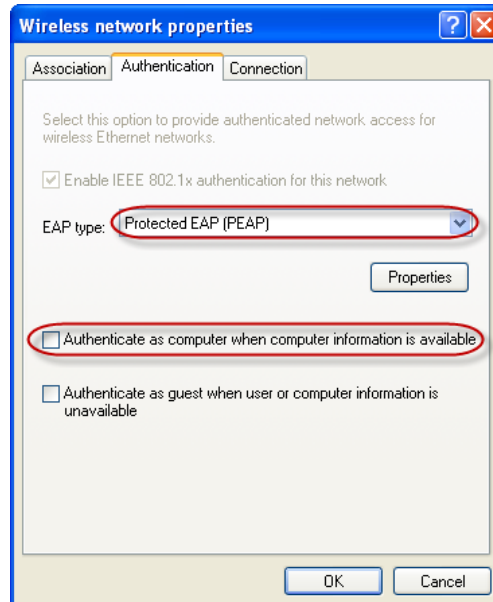 Wireless network properties
Association Authentication Connection
Select this option to provide authenticated network access for
wireless Ethernet networks.
Enable IEEE 802.1x authentication for this network
EAP type: Protected EAP (PEAP)
Properties
Authenticate as computer when computer information is available
Authenticate as guest when user or computer information is
unavailable
OK Cancel